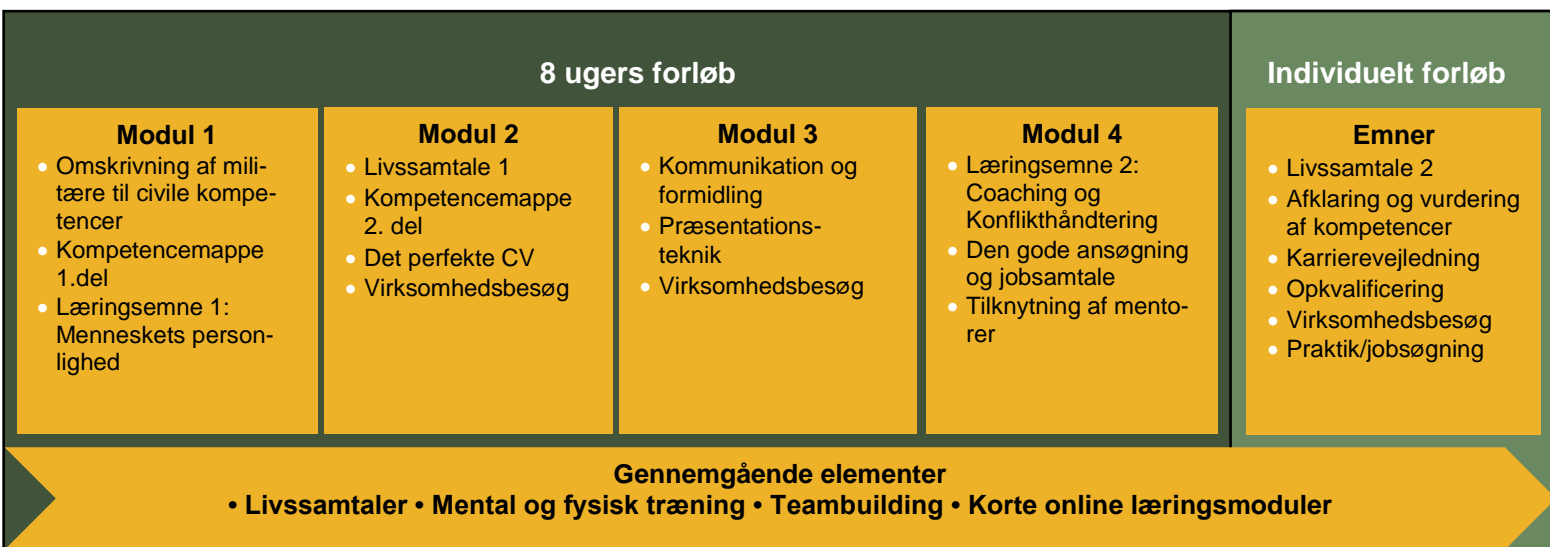 8 ugers forløb
Individuelt forløb
Modul 1
• Omskrivning af mili-
tære til civile kompe-
tencer
• Kompetencemappe
1.del
• Læringsemne 1:
Menneskets person-
lighed
Modul 2
• Livssamtale 1
• Kompetencemappe
2. del
• Det perfekte CV
• Virksomhedsbesøg
Modul 3
• Kommunikation og
formidling
• Præsentations-
teknik
• Virksomhedsbesøg
Modul 4
• Læringsemne 2:
Coaching og
Konflikthåndtering
• Den gode ansøgning
og jobsamtale
• Tilknytning af mento-
rer
Emner
• Livssamtale 2
• Afklaring og vurdering
af kompetencer
• Karrierevejledning
• Opkvalificering
• Virksomhedsbesøg
• Praktik/jobsøgning
Gennemgående elementer
• Livssamtaler • Mental og fysisk træning • Teambuilding • Korte online læringsmoduler